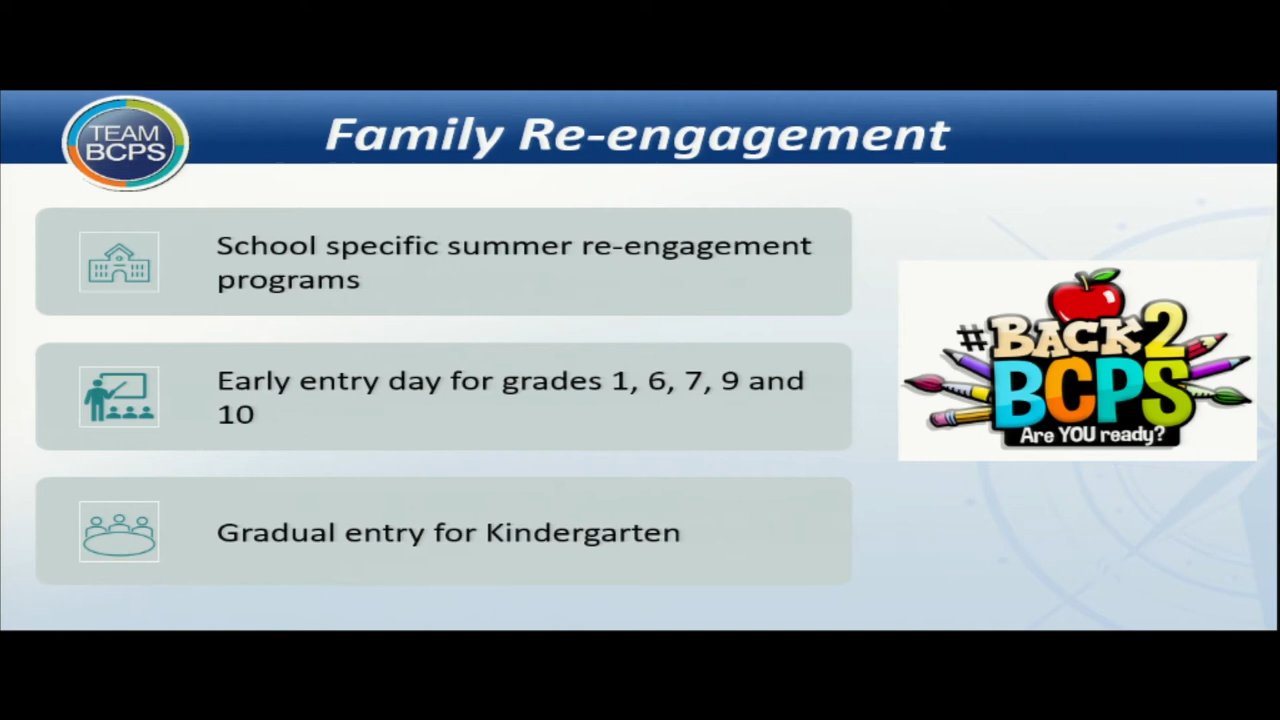 TEAM
BCPS
Family Re-engagement
School specific summer re-engagement
programs
Early entry day for grades 1, 6, 7, 9 and
10
Gradual entry for Kindergarten
#BACK2
BCPS
Are YOU ready?